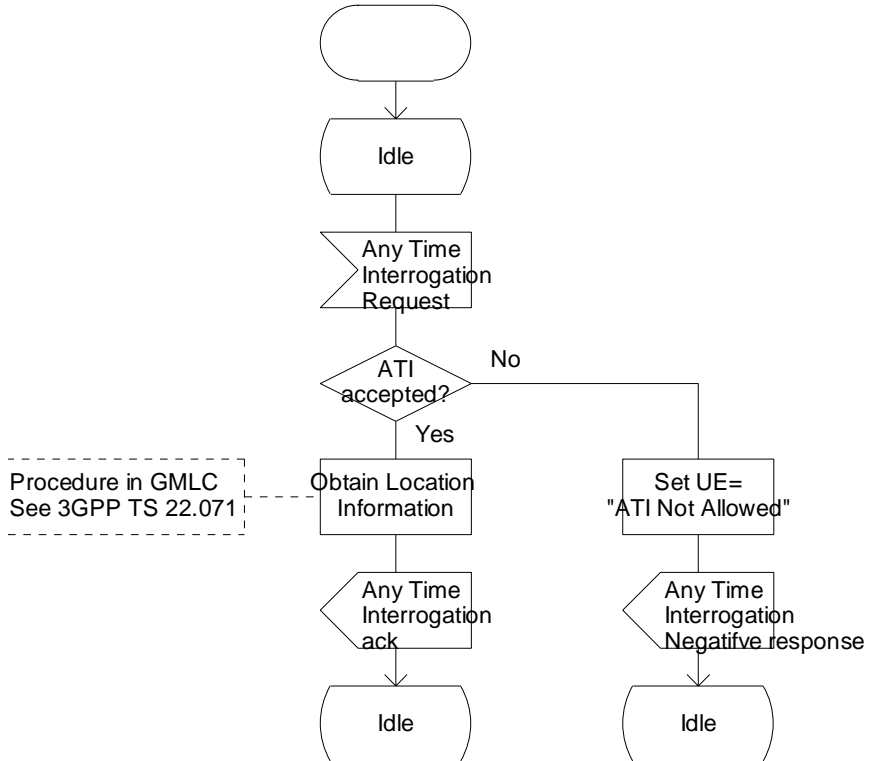 Idle
Any Time
Interrogation
Request
ATI
accepted?
No
Yes
Procedure in GMLC
See 3GPP TS 22.071
Obtain Location
Information
Set UE=
"ATI Not Allowed"
Any Time
Interrogation
ack
Any Time
Interrogation
Negatifve response
Idle
Idle